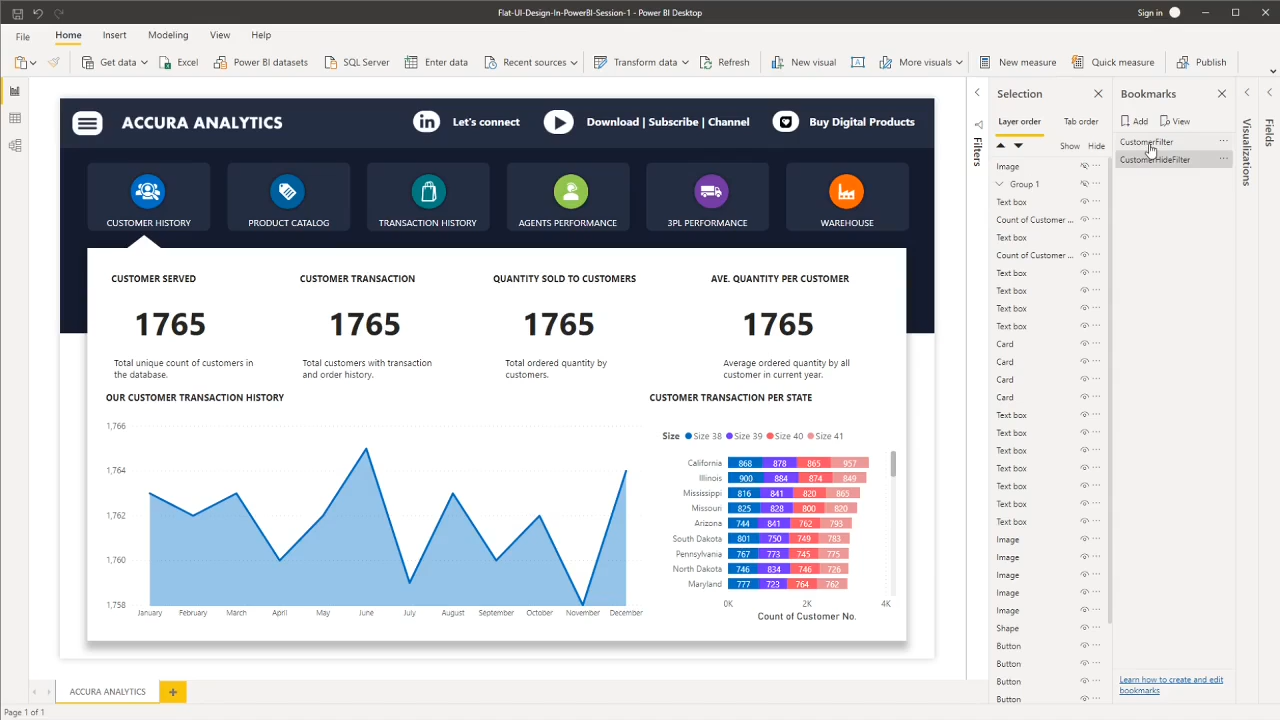 Flat-UI-Design-In-PowerBI-Session-1 - Power BI Desktop
Sign in
File
Home
Insert
Modeling
View
Help
Get data
Excel
Power BI datasets
SQL Server
Enter data
Recent sources
Transform data
Refresh
New visual
More visuals
New measure
Quick measure
Publish
ACCURA ANALYTICS
Let's connect
Download | Subscribe | Channel
Buy Digital Products
CUSTOMER HISTORY
PRODUCT CATALOG
TRANSACTION HISTORY
AGENTS PERFORMANCE
3PL PERFORMANCE
WAREHOUSE
CUSTOMER SERVED
CUSTOMER TRANSACTION
QUANTITY SOLD TO CUSTOMERS
AVE. QUANTITY PER CUSTOMER
1765
1765
1765
1765
Total unique count of customers in
the database.
Total customers with transaction
and order history.
Total ordered quantity by
customers.
Average ordered quantity by all
customer in current year.
OUR CUSTOMER TRANSACTION HISTORY
1,766
1,764
1,762
1,760
1,758
January February March April May June July August September October November December
CUSTOMER TRANSACTION PER STATE
Size Size 38 Size 39 Size 40 Size 41
California 868 878 865 957
Illinois 900 884 874 849
Mississippi 816 841 820 865
Missouri 825 828 800 820
Arizona 744 841 762 793
South Dakota 801 750 749 783
Pennsylvania 767 773 745 775
North Dakota 746 834 746 726
Maryland 777 723 764 762
0K 2K 4K
Count of Customer No.
Filters
Selection
Layer order
Tab order
Show
Hide
Image
Group 1
Text box
Count of Customer ...
Text box
Count of Customer ...
Text box
Text box
Text box
Text box
Card
Card
Card
Card
Text box
Text box
Text box
Text box
Text box
Text box
Text box
Image
Image
Image
Image
Image
Shape
Button
Button
Button
Button
Bookmarks
Add
View
CustomerFilter
CustomerHideFilter
Learn how to create and edit
bookmarks
Visualizations
Fields
ACCURA ANALYTICS
Page 1 of 1